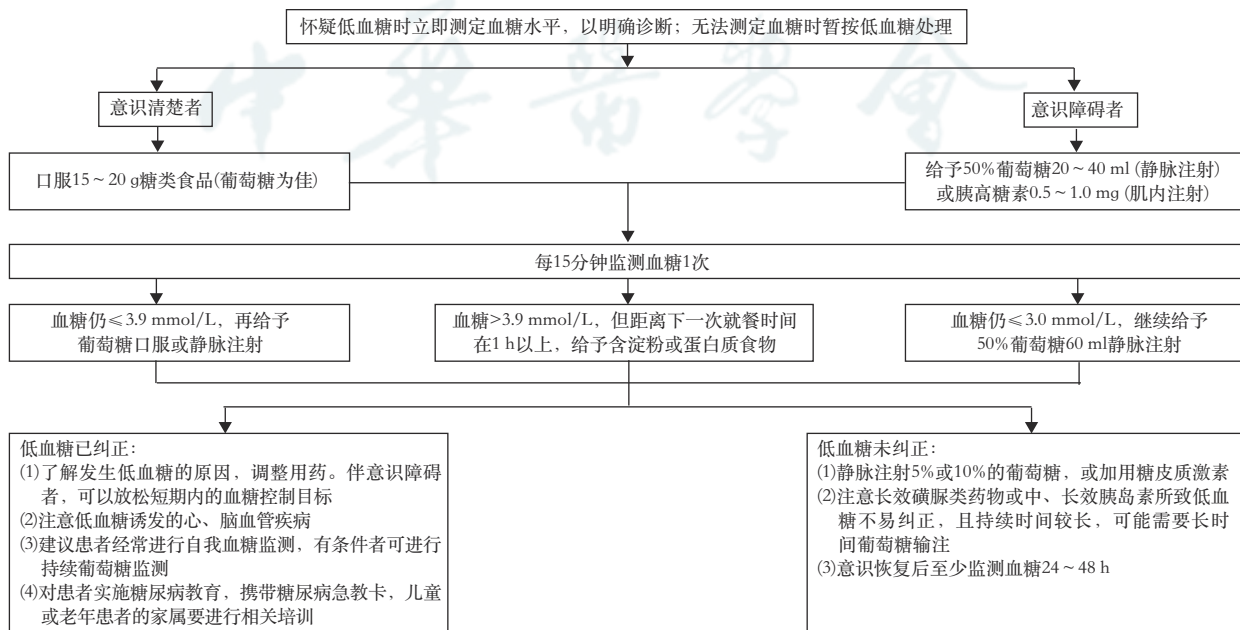 怀疑低血糖时立即测定血糖水平，以明确诊断；无法测定血糖时暂按低血糖处理
意识清楚者
意识障碍者
口服15～20 g糖类食品(葡萄糖为佳)
给予50%葡萄糖20～40 ml (静脉注射)
或胰高糖素0.5～1.0 mg (肌内注射)
每15分钟监测血糖1次
血糖仍≤3.9 mmol/L，再给予
葡萄糖口服或静脉注射
血糖>3.9 mmol/L，但距离下一次就餐时间
在1 h以上，给予含淀粉或蛋白质食物
血糖仍≤3.0 mmol/L，继续给予
50%葡萄糖60 ml静脉注射
低血糖已纠正：
(1)了解发生低血糖的原因，调整用药。伴意识障碍
者，可以放松短期内的血糖控制目标
(2)注意低血糖诱发的心、脑血管疾病
(3)建议患者经常进行自我血糖监测，有条件者可进行
持续葡萄糖监测
(4)对患者实施糖尿病教育，携带糖尿病急救卡，儿童
或老年患者的家属要进行相关培训
低血糖未纠正：
(1)静脉注射5%或10%的葡萄糖，或加用糖皮质激素
(2)注意长效磺脲类药物或中、长效胰岛素所致低血
糖不易纠正，且持续时间较长，可能需要长时
间葡萄糖输注
(3)意识恢复后至少监测血糖24～48 h
中華醫學會